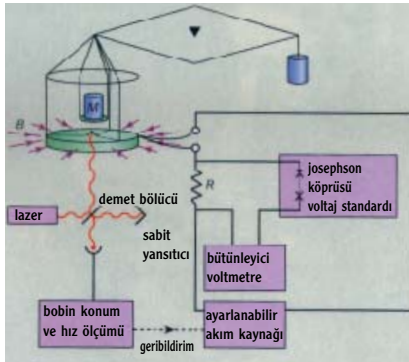 M
B
R
josephson
köprüsü
voltaj standardı
demet bölücü
lazer
sabit
yansıtıcı
bütünleyici
voltmetre
bobin konum
ve hız ölçümü
geribildirim
ayarlanabilir
akım kaynağı